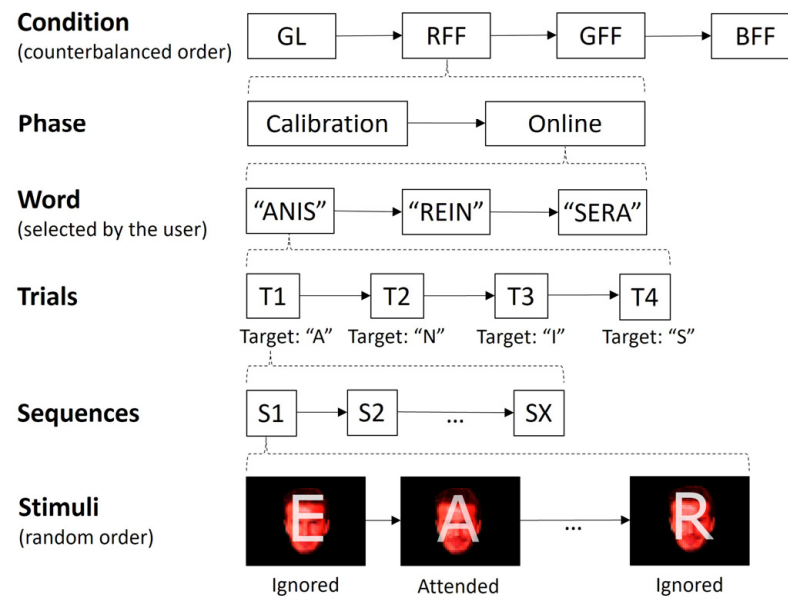 Condition
(counterbalanced order)
GL
RFF
GFF
BFF
Phase
Calibration
Online
Word
(selected by the user)
“ANIS”
“REIN”
“SERA”
Trials
T1
T2
T3
T4
Target: “A”
Target: “N”
Target: “I”
Target: “S”
Sequences
S1
S2
...
SX
Stimuli
(random order)
E
A
...
R
Ignored
Attended
Ignored